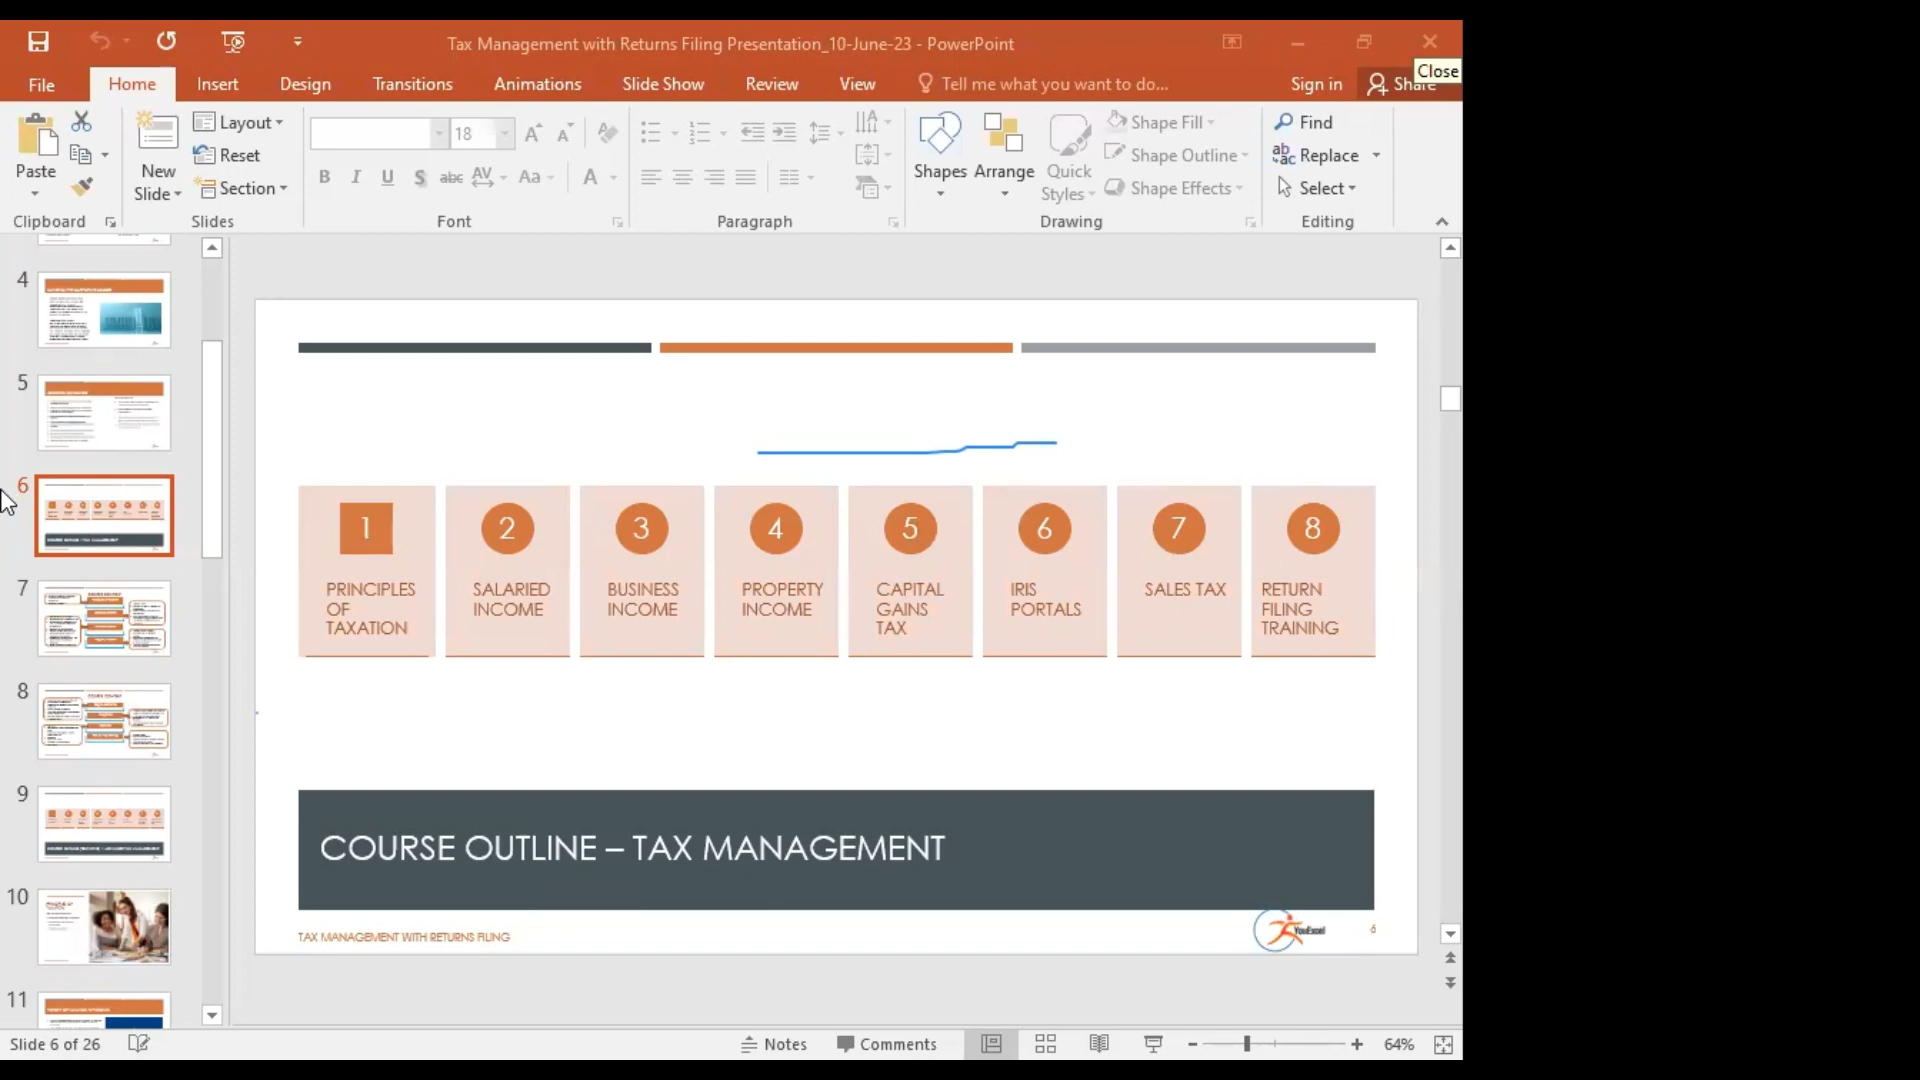 Tax Management with Returns Filing Presentation_10-June-23 - PowerPoint
Close
File
Home
Insert
Design
Transitions
Animations
Slide Show
Review
View
Tell me what you want to do...
Sign in
Share
Paste
New
Slide
Layout
Reset
Section
18
B I U S abc AV Aa A
Shapes
Arrange
Quick
Styles
Shape Fill
Shape Outline
Shape Effects
Find
Replace
Select
Clipboard
Slides
Font
Paragraph
Drawing
Editing
4
5
6
7
8
9
10
11
1
PRINCIPLES
OF
TAXATION
2
SALARIED
INCOME
3
BUSINESS
INCOME
4
PROPERTY
INCOME
5
CAPITAL
GAINS
TAX
6
IRIS
PORTALS
7
SALES TAX
8
RETURN
FILING
TRAINING
COURSE OUTLINE – TAX MANAGEMENT
TAX MANAGEMENT WITH RETURNS FILING
YouExcel
6
Slide 6 of 26
Notes
Comments
64%